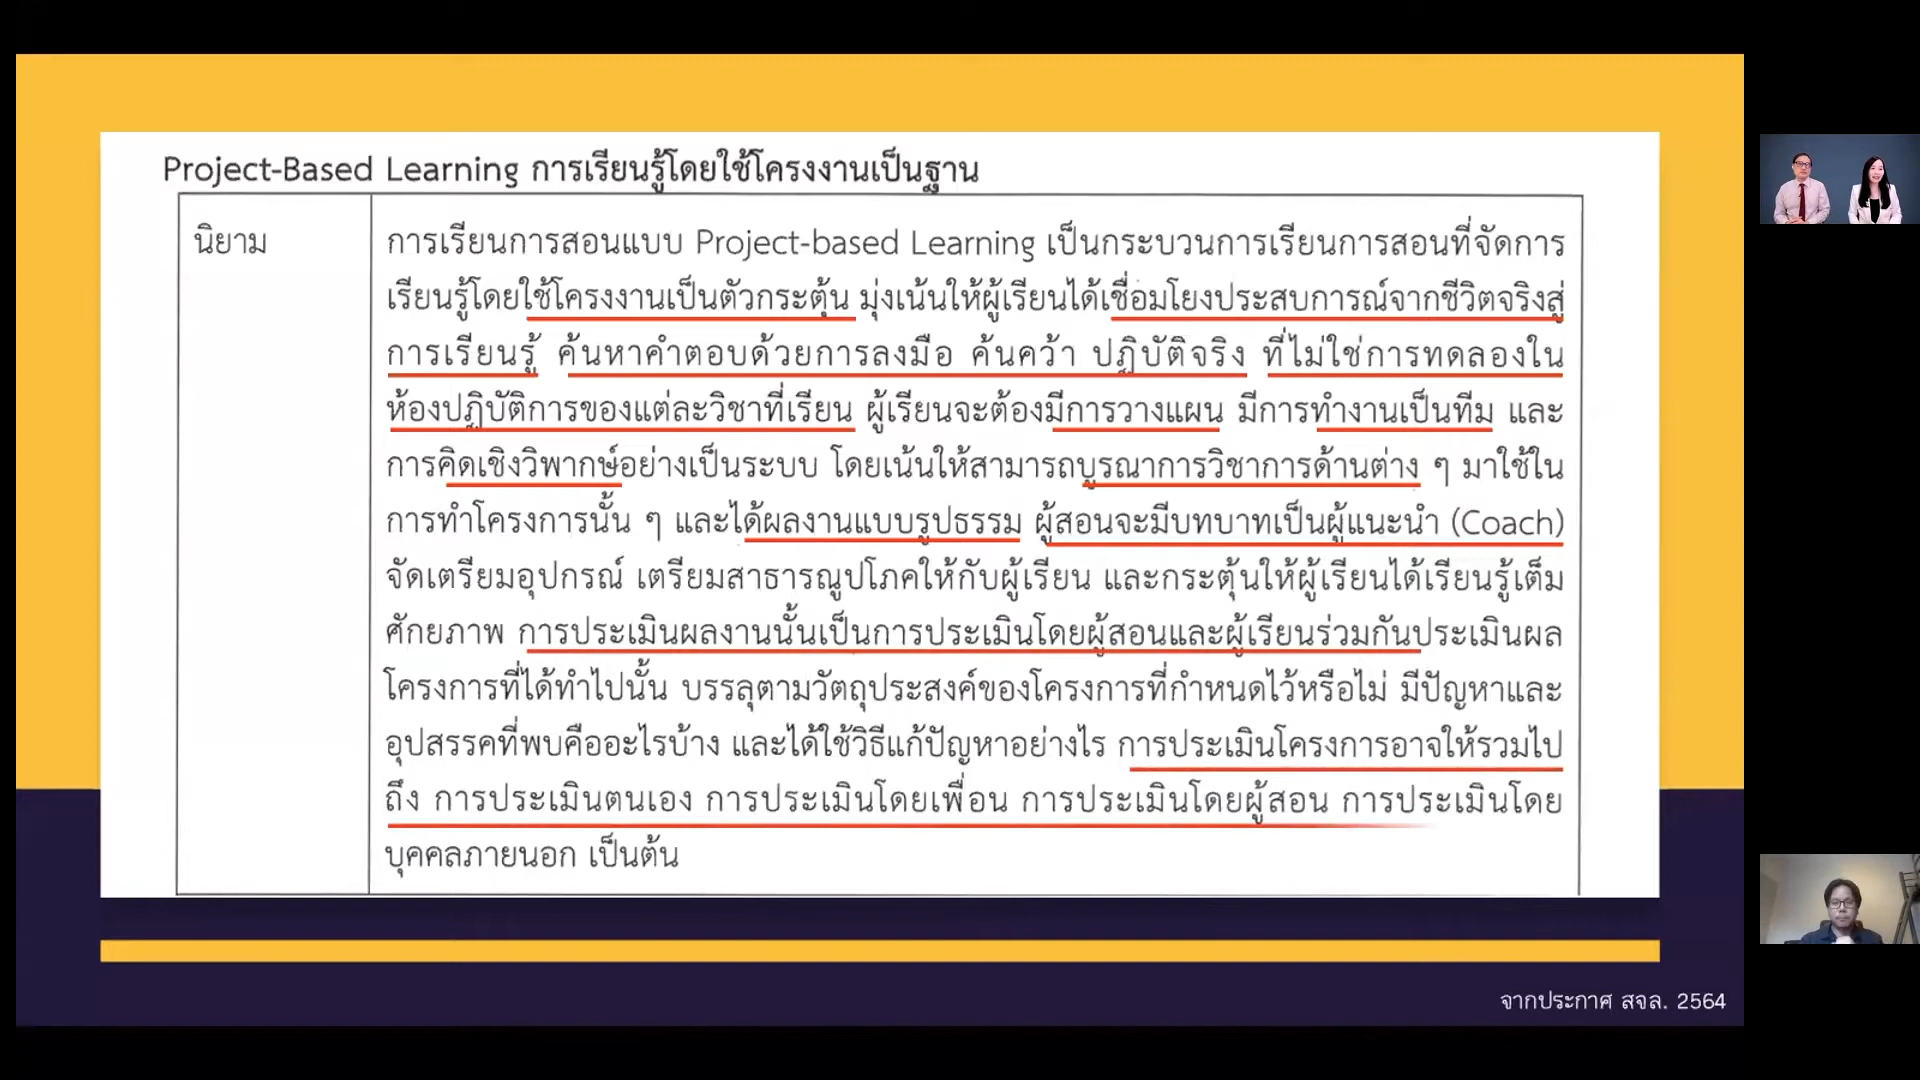 Project-Based Learning การเรียนรู้โดยใช้โครงงานเป็นฐาน
นิยาม
การเรียนการสอนแบบ Project-based Learning เป็นกระบวนการเรียนการสอนที่จัดการ
เรียนรู้โดยใช้โครงงานเป็นตัวกระตุ้น มุ่งเน้นให้ผู้เรียนได้เชื่อมโยงประสบการณ์จากชีวิตจริงสู่
การเรียนรู้ ค้นหาคำตอบด้วยการลงมือ ค้นคว้า ปฏิบัติจริง ที่ไม่ใช่การทดลองใน
ห้องปฏิบัติการของแต่ละวิชาที่เรียน ผู้เรียนจะต้องมีการวางแผน มีการทำงานเป็นทีม และ
การคิดเชิงวิพากษ์อย่างเป็นระบบ โดยเน้นให้สามารถบูรณาการวิชาการด้านต่าง ๆ มาใช้ใน
การทำโครงการนั้น ๆ และได้ผลงานแบบรูปธรรม ผู้สอนจะมีบทบาทเป็นผู้แนะนำ (Coach)
จัดเตรียมอุปกรณ์ เตรียมสาธารณูปโภคให้กับผู้เรียน และกระตุ้นให้ผู้เรียนได้เรียนรู้เต็ม
ศักยภาพ การประเมินผลงานนั้นเป็นการประเมินโดยผู้สอนและผู้เรียนร่วมกันประเมินผล
โครงการที่ได้ทำไปนั้น บรรลุตามวัตถุประสงค์ของโครงการที่กำหนดไว้หรือไม่ มีปัญหาและ
อุปสรรคที่พบคืออะไรบ้าง และได้ใช้วิธีแก้ปัญหาอย่างไร การประเมินโครงการอาจให้รวมไป
ถึง การประเมินตนเอง การประเมินโดยเพื่อน การประเมินโดยผู้สอน การประเมินโดย
บุคคลภายนอก เป็นต้น
จากประกาศ สจล. 2564